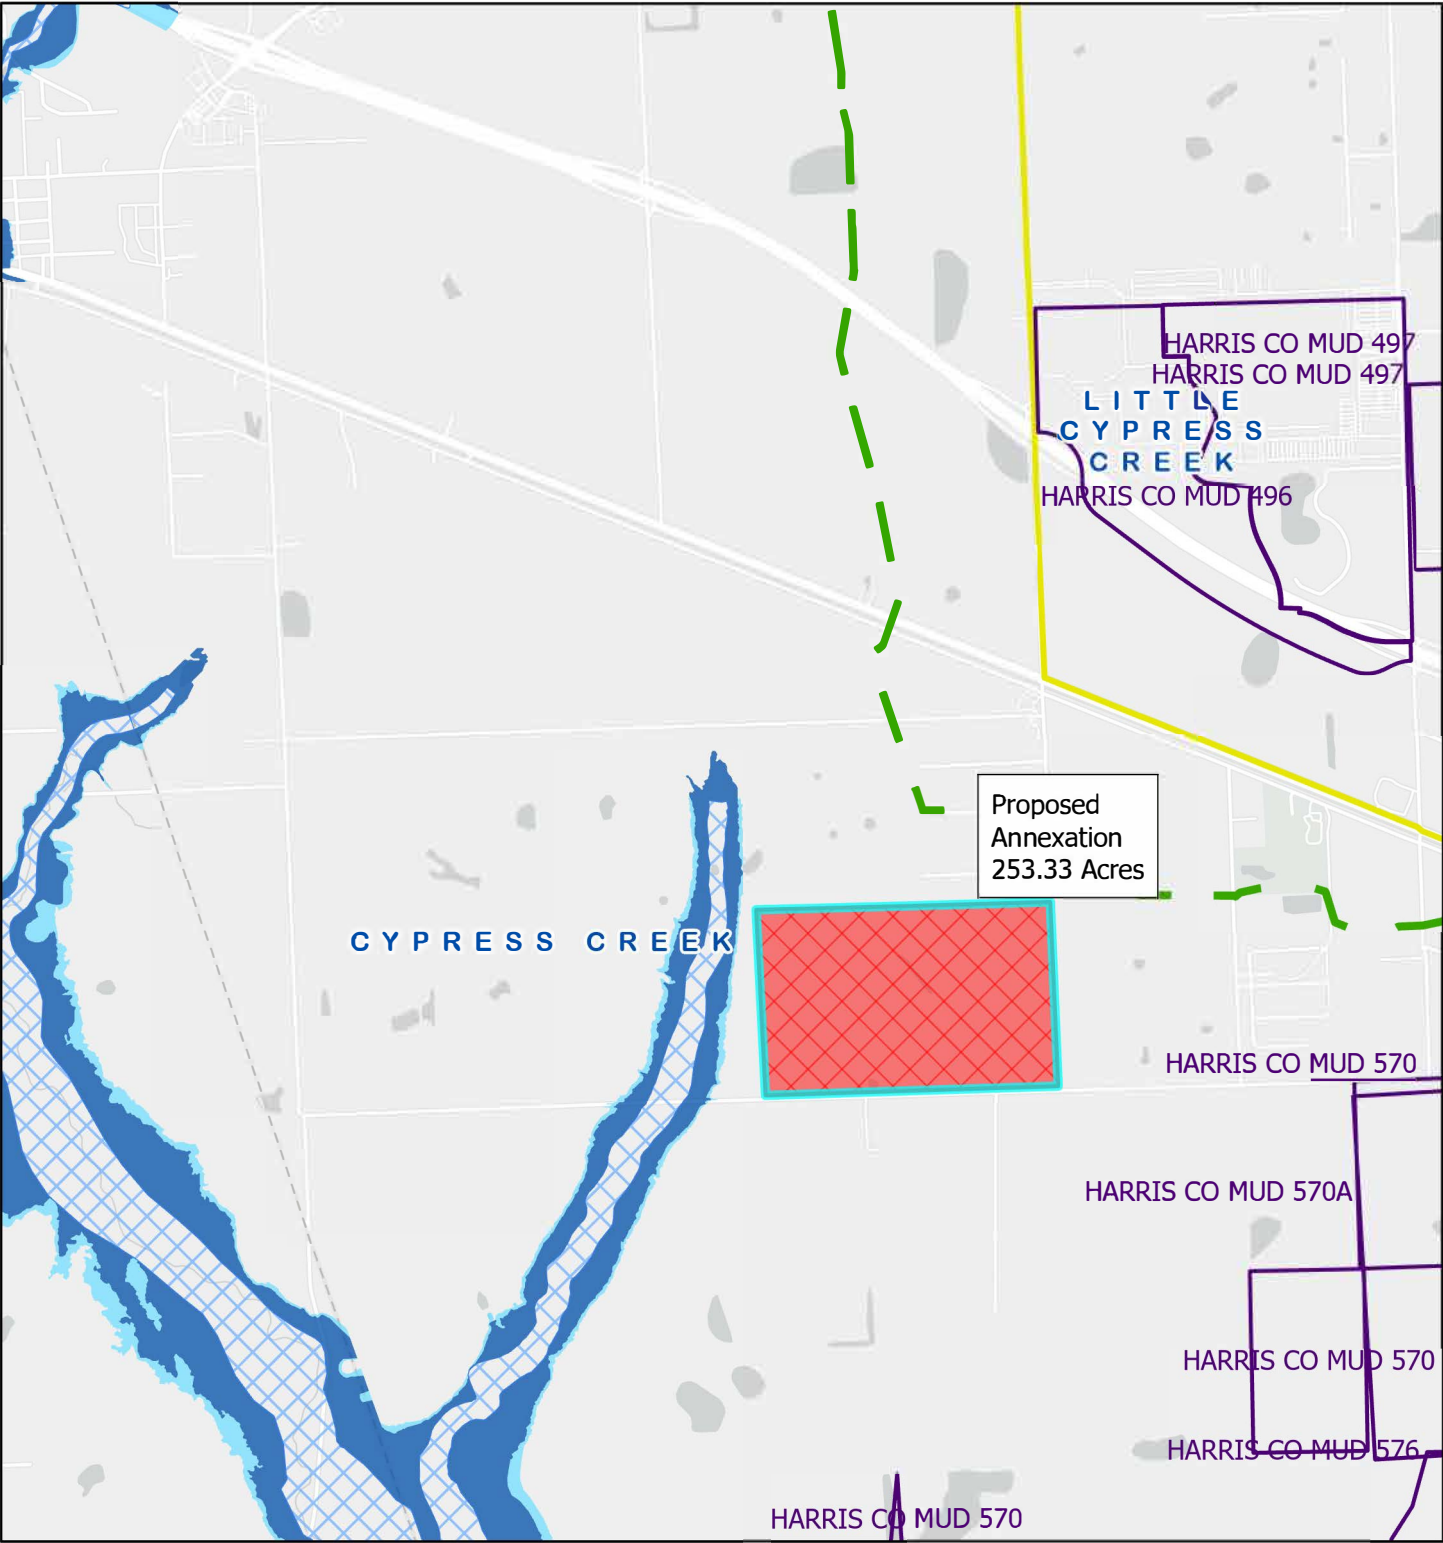 HARRIS CO MUD 497
HARRIS CO MUD 497
LITTLE
CYPRESS
CREEK
HARRIS CO MUD 496
Proposed
Annexation
253.33 Acres
CYPRESS CREEK
HARRIS CO MUD 570
HARRIS CO MUD 570A
HARRIS CO MUD 570
HARRIS CO MUD 576
HARRIS CO MUD 570